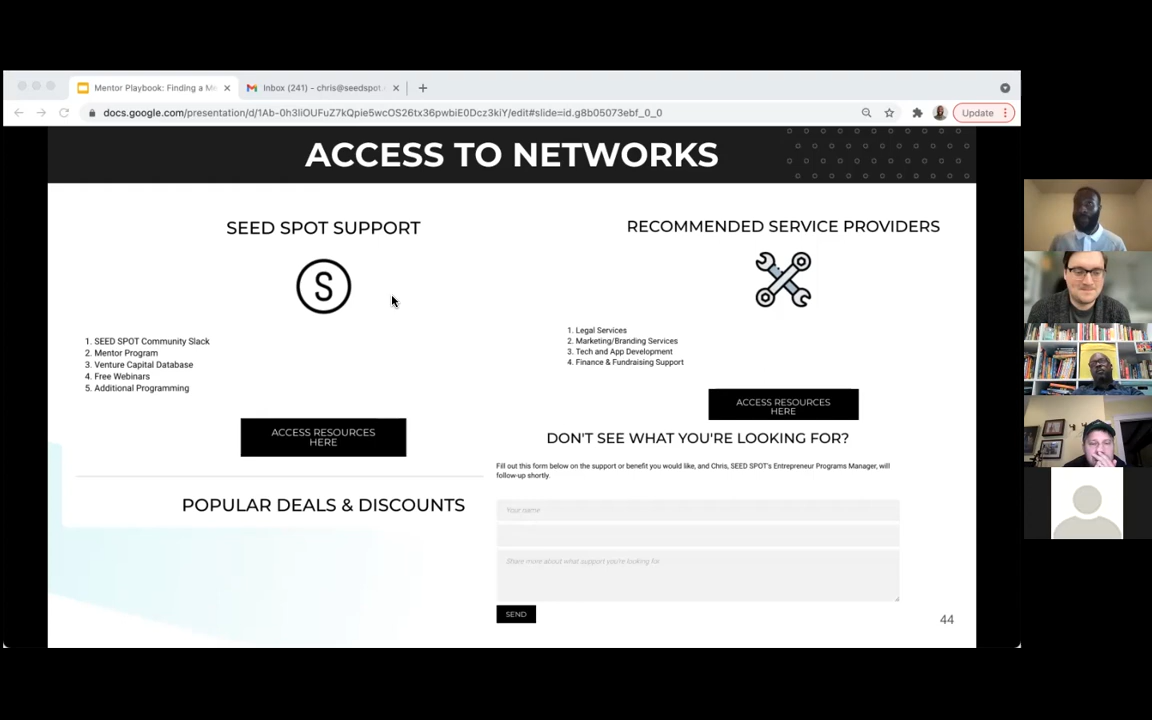 Mentor Playbook: Finding a Me
Inbox (241) - chris@seedspot
docs.google.com/presentation/d/1Ab-0h3liOUFuZ7kQpie5wcOS26tx36pwbiE0Dcz3kiY/edit#slide=id.g8b05073ebf_0_0
Update
ACCESS TO NETWORKS
SEED SPOT SUPPORT
S
1. SEED SPOT Community Slack
2. Mentor Program
3. Venture Capital Database
4. Free Webinars
5. Additional Programming
ACCESS RESOURCES
HERE
POPULAR DEALS & DISCOUNTS
RECOMMENDED SERVICE PROVIDERS
1. Legal Services
2. Marketing/Branding Services
3. Tech and App Development
4. Finance & Fundraising Support
ACCESS RESOURCES
HERE
DON'T SEE WHAT YOU'RE LOOKING FOR?
Fill out this form below on the support or benefit you would like, and Chris, SEED SPOT's Entrepreneur Programs Manager, will
follow-up shortly.
Your name
Share more about what support you're looking for
SEND
44